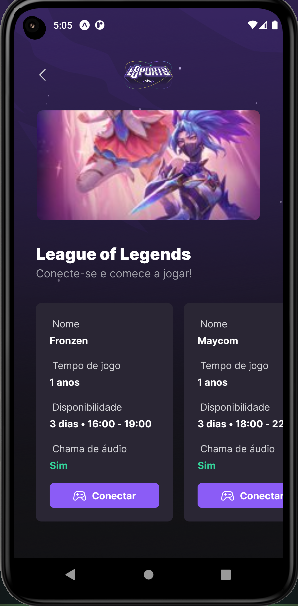 5:05
eSPORTS
League of Legends
Conecte-se e comece a jogar!
Nome
Fronzen
Tempo de jogo
1 anos
Disponibilidade
3 dias • 16:00 - 19:00
Chama de áudio
Sim
Conectar
Nome
Maycom
Tempo de jogo
1 anos
Disponibilidade
3 dias • 18:00 - 22
Chama de áudio
Sim
Conectar